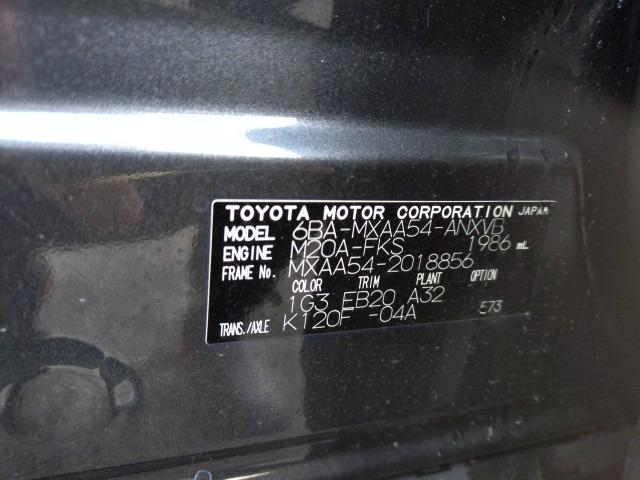 TOYOTA MOTOR CORPORATION JAPAN
MODEL 6BA-MXAA54-ANXVB
ENGINE M20A-FKS 1986 mL
FRAME No. MXAA54-2018856
COLOR TRIM PLANT OPTION
1G3 EB20 A32
TRANS./AXLE K120F -04A 573